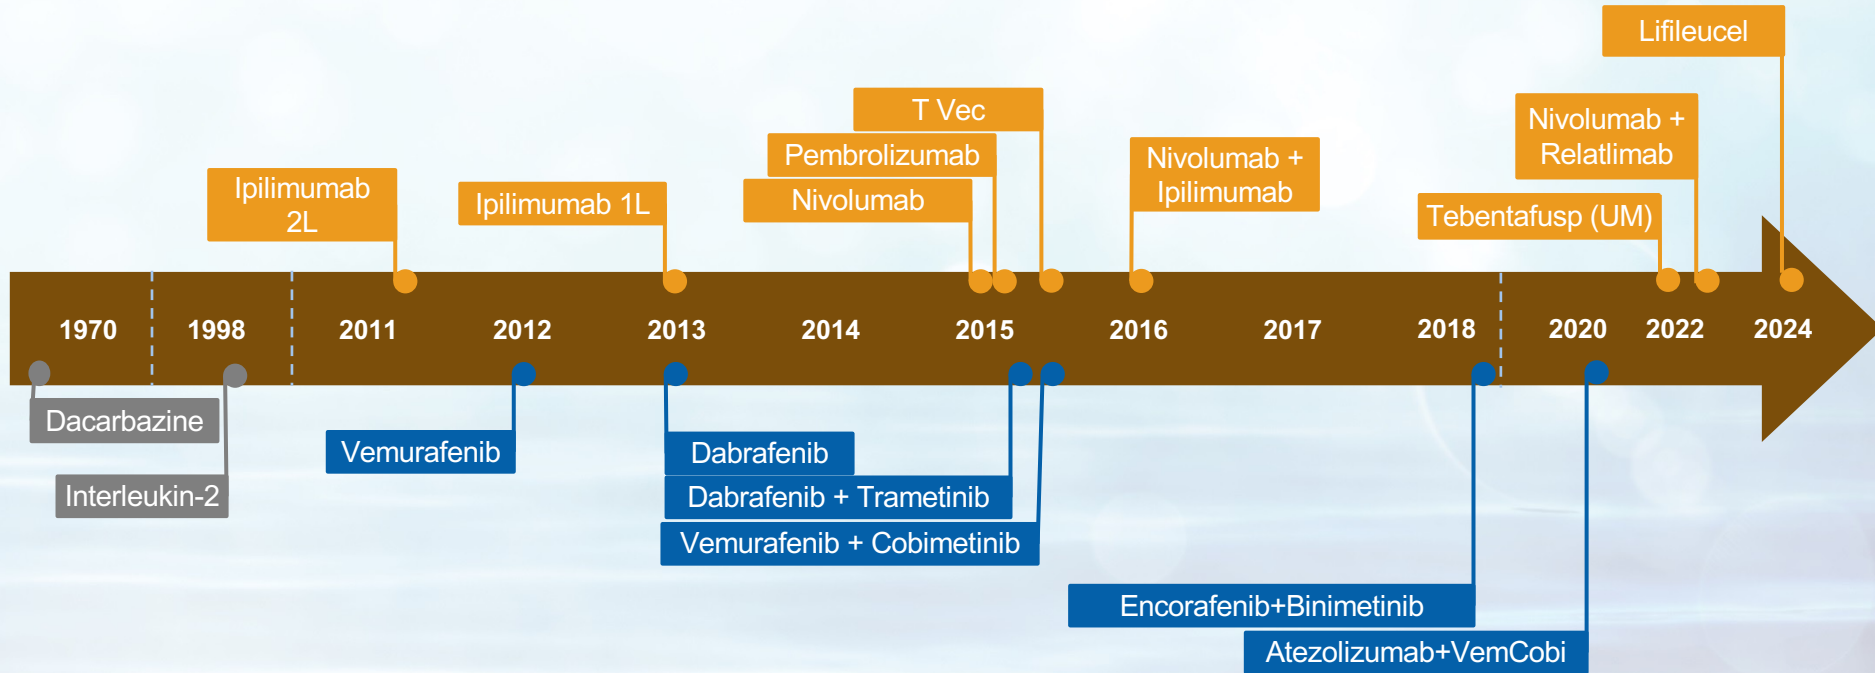 Lifileucel
T Vec
Pembrolizumab
Nivolumab
Nivolumab +
Ipilimumab
Nivolumab +
Relatlimab
Ipilimumab
2L
Ipilimumab 1L
Tebentafusp (UM)
1970
1998
2011
2012
2013
2014
2015
2016
2017
2018
2020
2022
2024
Dacarbazine
Interleukin-2
Vemurafenib
Dabrafenib
Dabrafenib + Trametinib
Vemurafenib + Cobimetinib
Encorafenib+Binimetinib
Atezolizumab+VemCobi